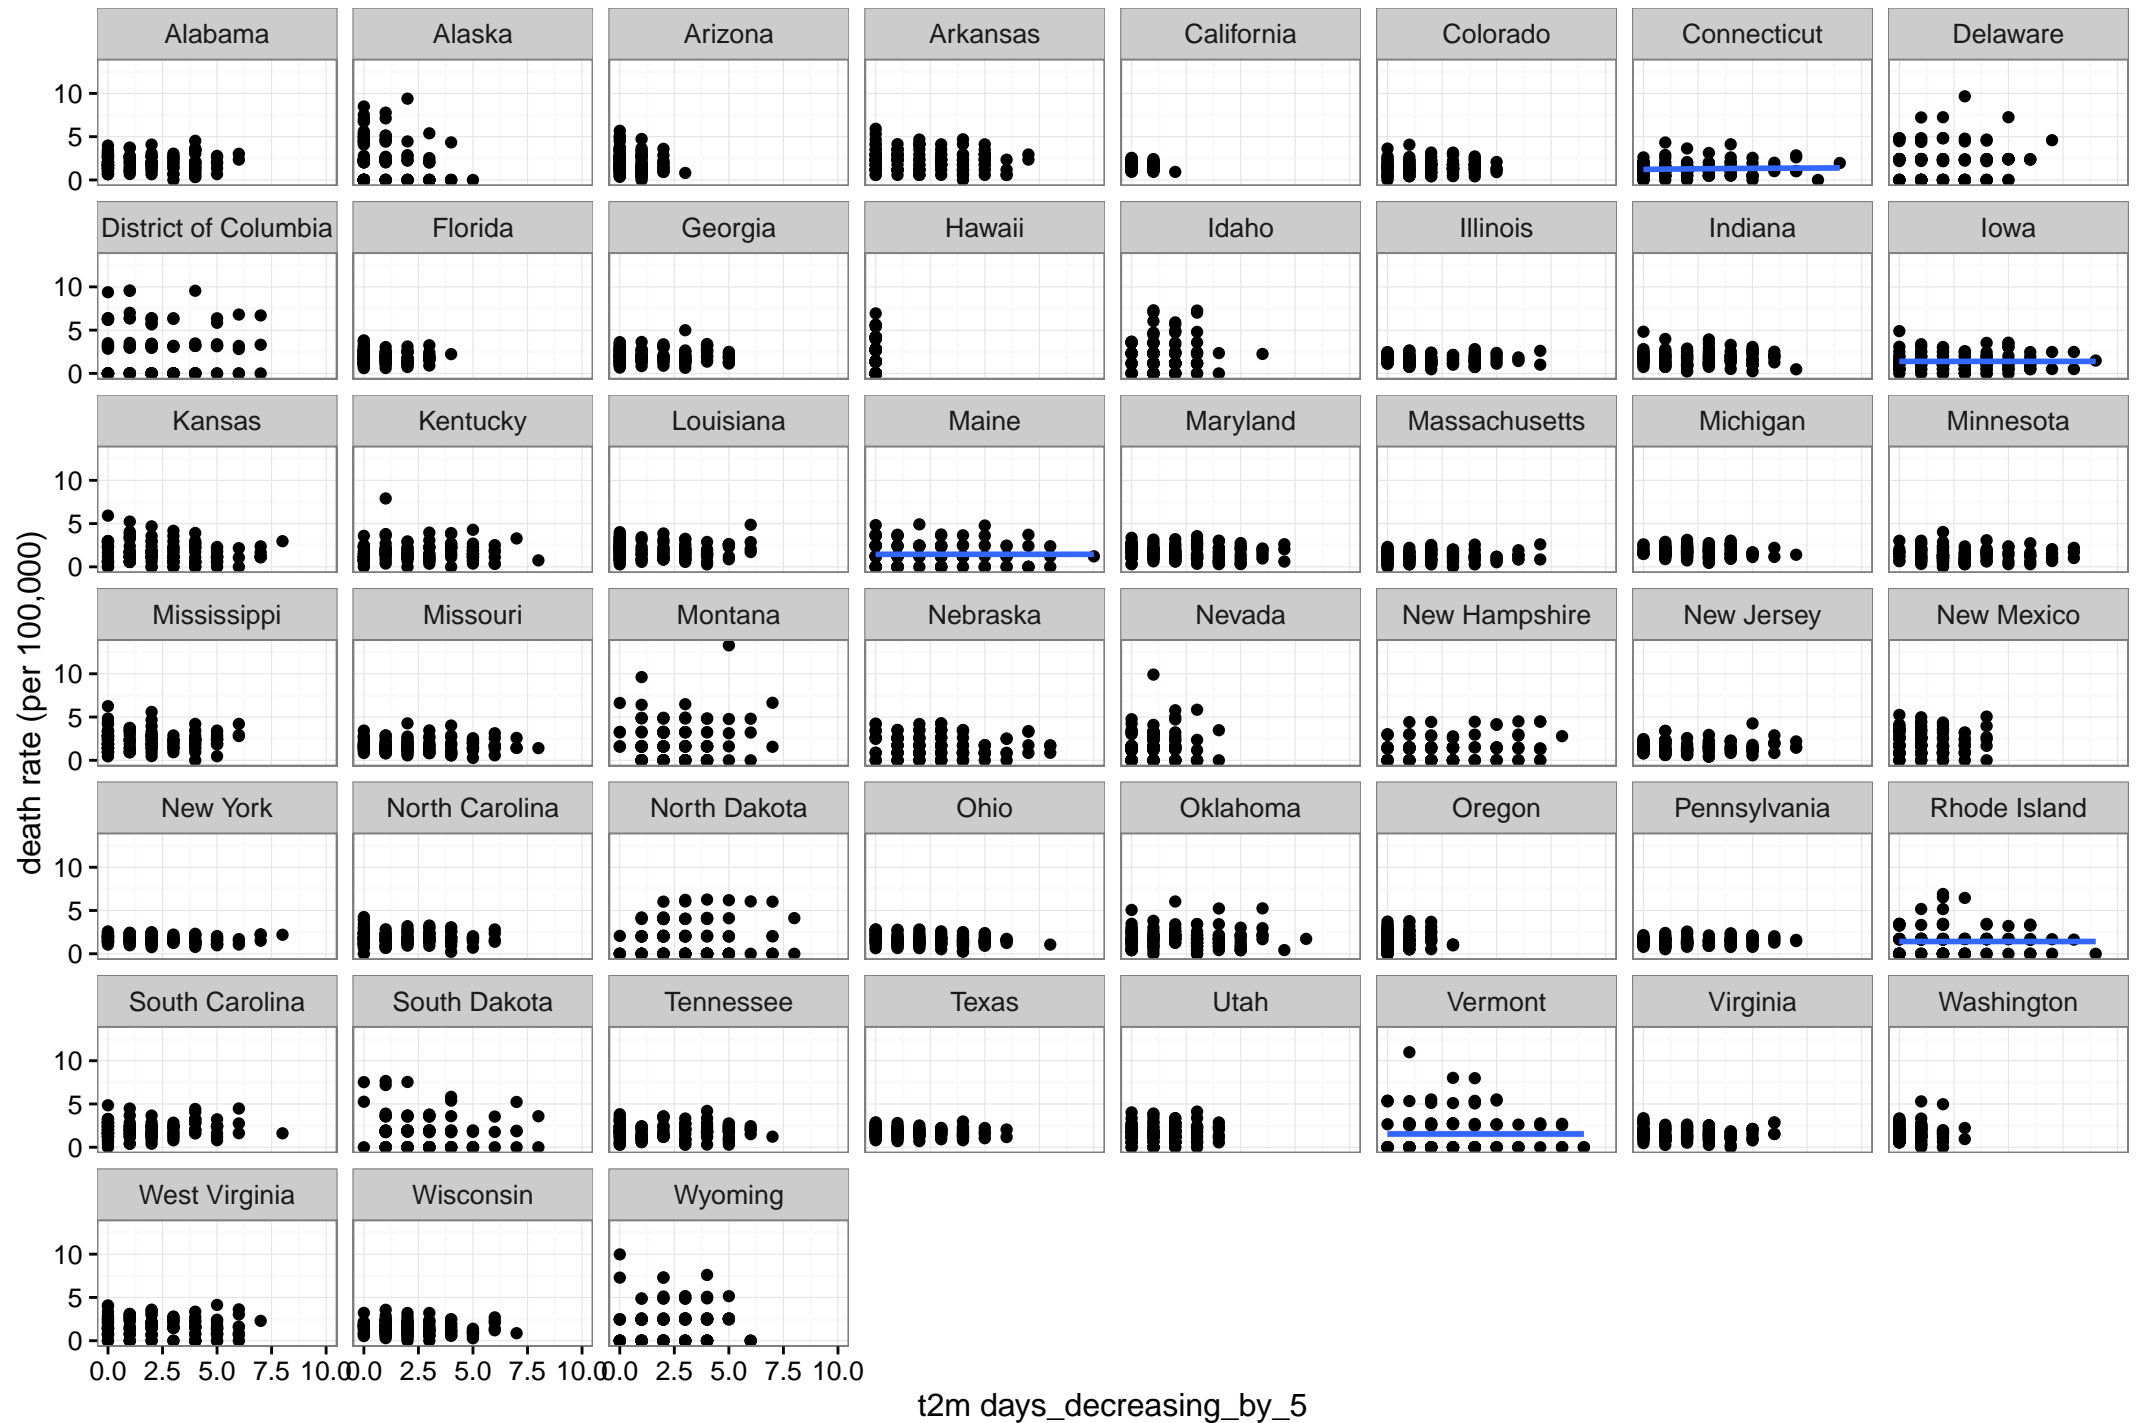 Alabama Alaska Arizona Arkansas California Colorado Connecticut Delaware
10
5
0
District of Columbia Florida Georgia Hawaii Idaho Illinois Indiana Iowa
10
5
0
Kansas Kentucky Louisiana Maine Maryland Massachusetts Michigan Minnesota
10
5
0
death rate (per 100,000)
Mississippi Missouri Montana Nebraska Nevada New Hampshire New Jersey New Mexico
10
5
0
New York North Carolina North Dakota Ohio Oklahoma Oregon Pennsylvania Rhode Island
10
5
0
South Carolina South Dakota Tennessee Texas Utah Vermont Virginia Washington
10
5
0
West Virginia Wisconsin Wyoming
10
5
0
0.0 2.5 5.0 7.5 10.0 0.0 2.5 5.0 7.5 10.0 0.0 2.5 5.0 7.5 10.0
t2m days_decreasing_by_5